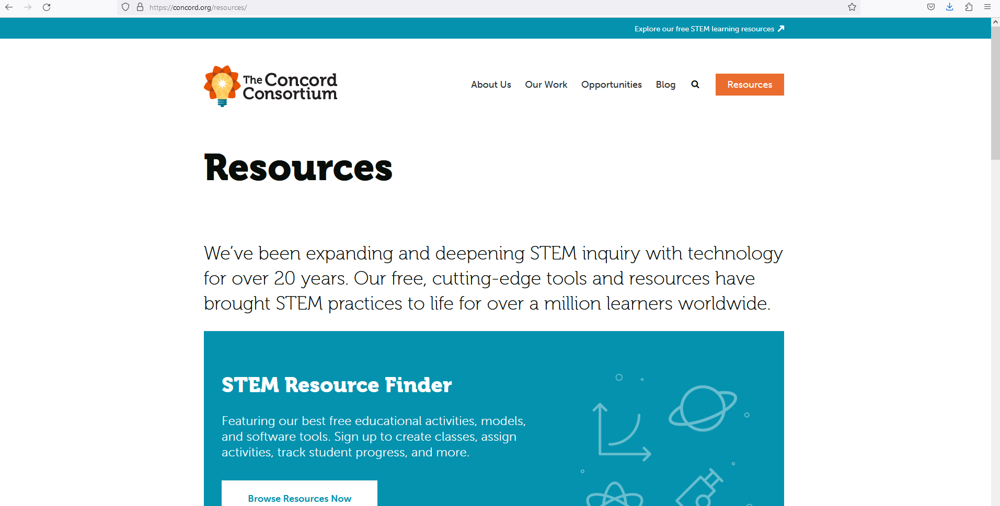 https://concord.org/resources/
Explore our free STEM learning resources
The Concord
Consortium
About Us
Our Work
Opportunities
Blog
Resources
Resources
We’ve been expanding and deepening STEM inquiry with technology
for over 20 years. Our free, cutting-edge tools and resources have
brought STEM practices to life for over a million learners worldwide.
STEM Resource Finder
Featuring our best free educational activities, models,
and software tools. Sign up to create classes, assign
activities, track student progress, and more.
Browse Resources Now